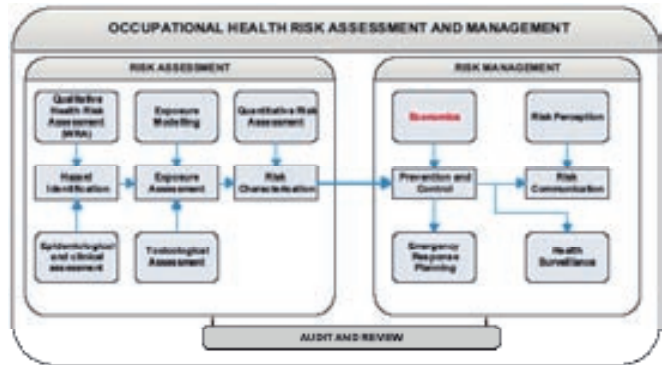 OCCUPATIONAL HEALTH RISK ASSESSMENT AND MANAGEMENT
RISK ASSESSMENT
Qualitative
Health Risk
Assessment
(WRA)
Exposure
Modelling
Quantitative Risk
Assessment
Hazard
Identification
Exposure
Assessment
Risk
Characterisation
Epidemiological
and clinical
assessment
Toxicological
Assessment
RISK MANAGEMENT
Economics
Risk Perception
Prevention and
Control
Risk
Communication
Emergency
Response
Planning
Health
Surveillance
AUDIT AND REVIEW